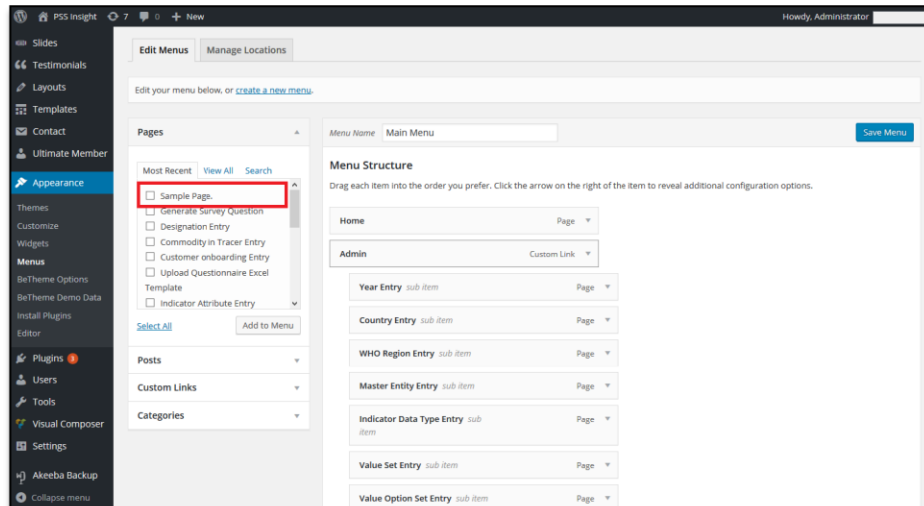 PSS Insight 7 0 + New Howdy, Administrator
Slides
Testimonials
Layouts
Templates
Contact
Ultimate Member
Appearance
Themes
Customize
Widgets
Menus
BeTheme Options
BeTheme Demo Data
Install Plugins
Editor
Plugins 3
Users
Tools
Visual Composer
Settings
Akeeba Backup
Collapse menu
Edit Menus Manage Locations
Edit your menu below, or create a new menu.
Pages
Most Recent View All Search
Sample Page.
Generate Survey Question
Designation Entry
Commodity in Tracer Entry
Customer onboarding Entry
Upload Questionnaire Excel
Template
Indicator Attribute Entry
Select All Add to Menu
Posts
Custom Links
Categories
Menu Name Main Menu Save Menu
Menu Structure
Drag each item into the order you prefer. Click the arrow on the right of the item to reveal additional configuration options.
Home Page
Admin Custom Link
Year Entry sub item Page
Country Entry sub item Page
WHO Region Entry sub item Page
Master Entity Entry sub item Page
Indicator Data Type Entry sub Page
item
Value Set Entry sub item Page
Value Option Set Entry sub item Page